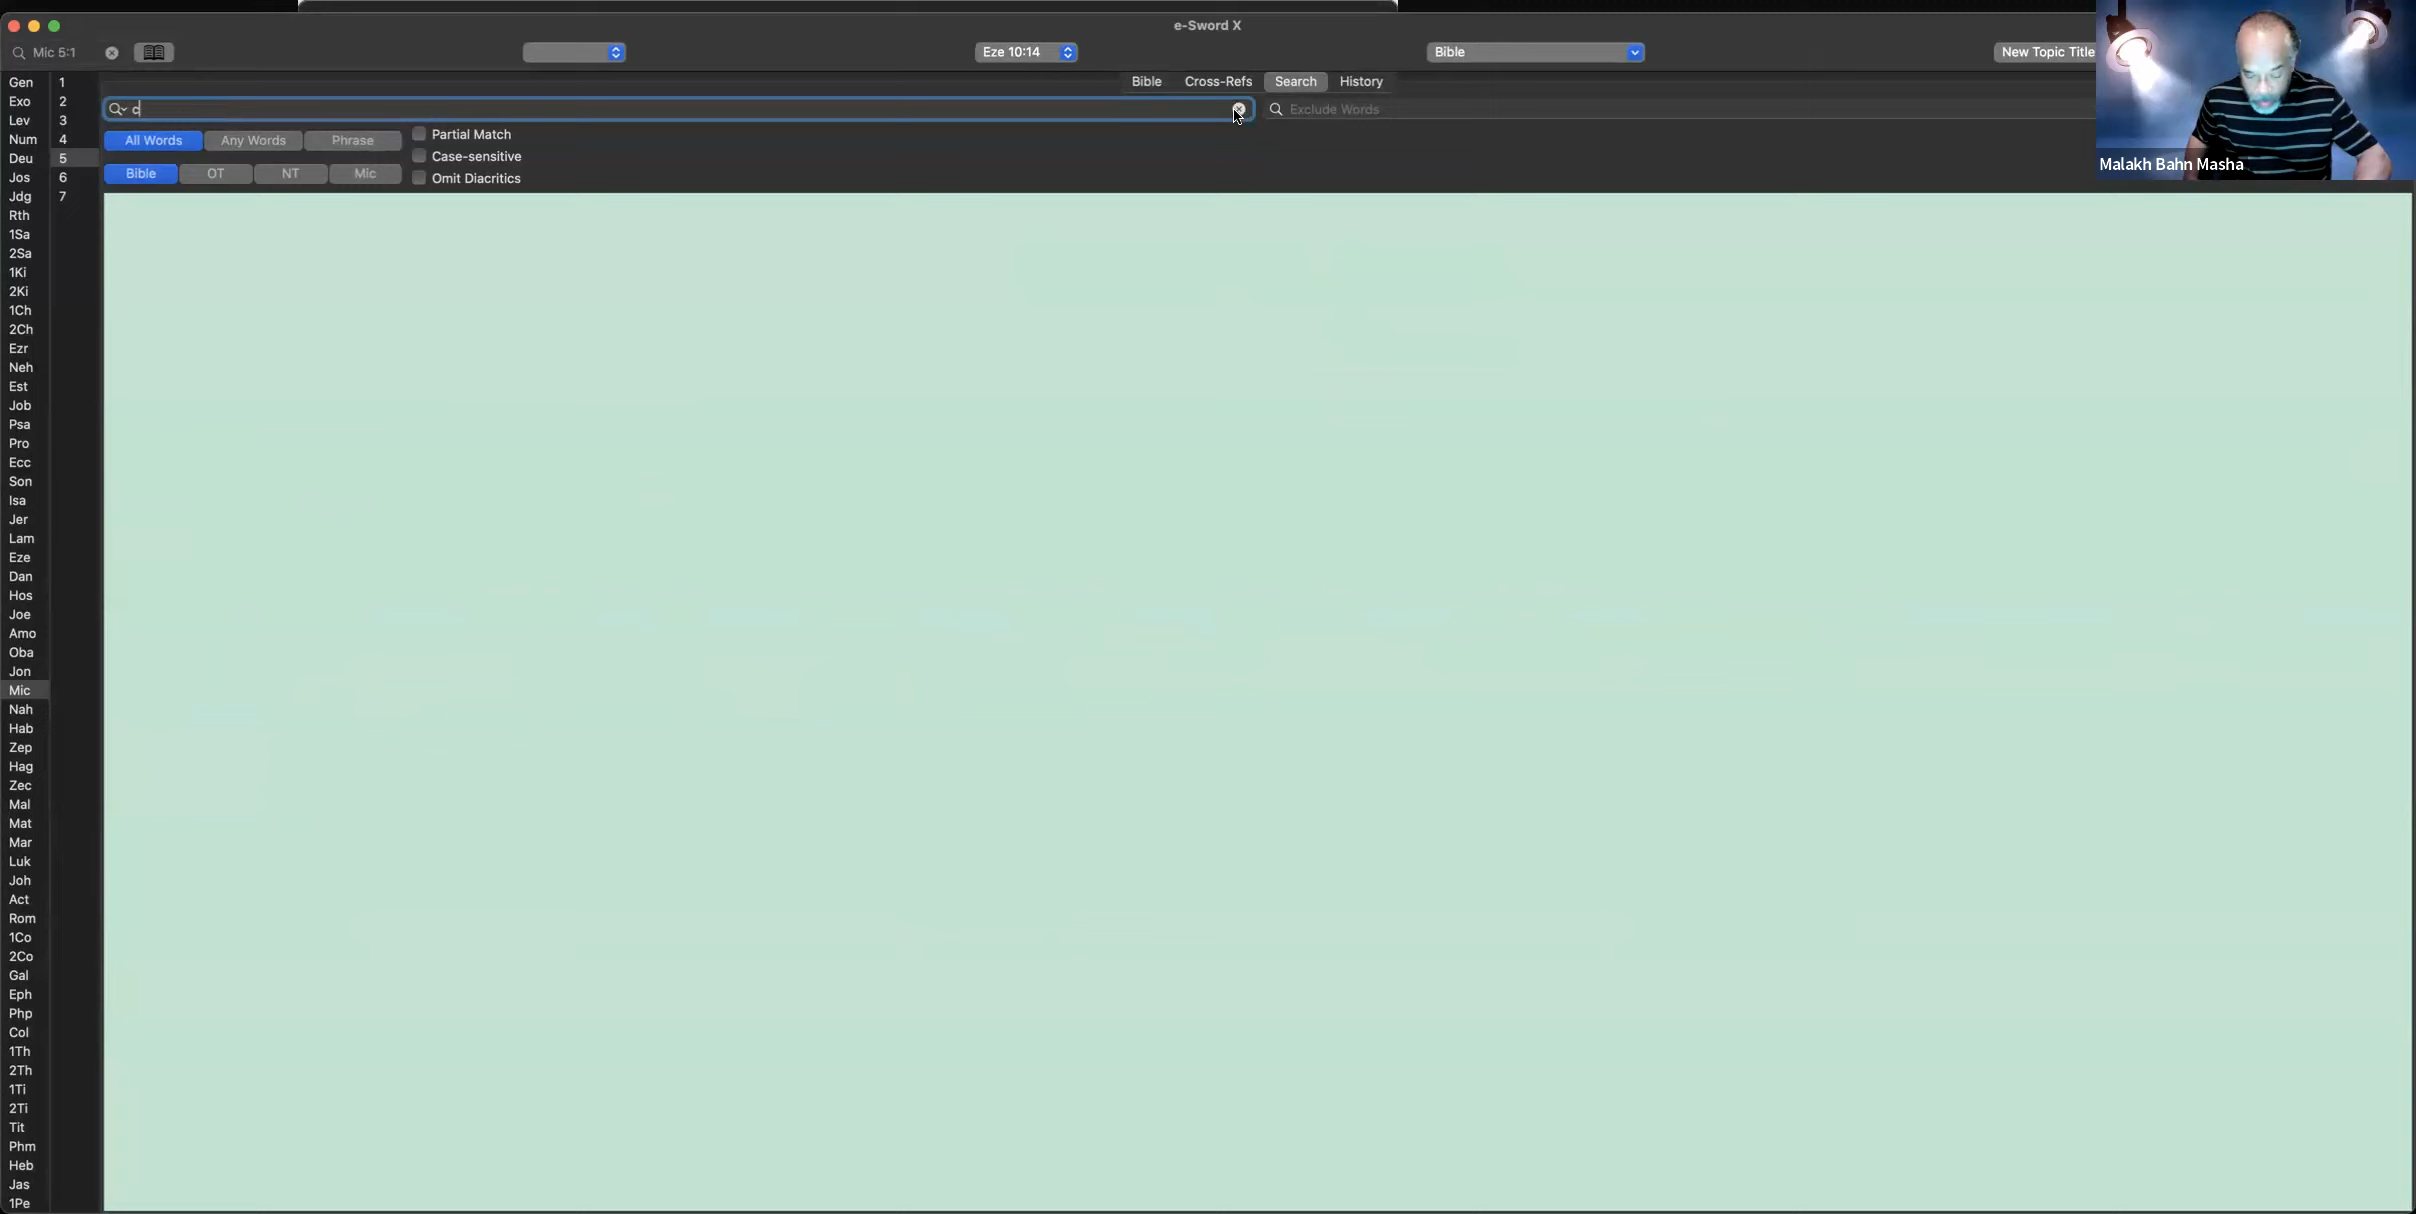 e-Sword X
Mic 5:1
Eze 10:14
Bible
New Topic Title
Bible Cross-Refs Search History
c
Exclude Words
All Words Any Words Phrase
Partial Match
Case-sensitive
Bible OT NT Mic
Omit Diacritics
Malakh Bahn Masha
Gen 1
Exo 2
Lev 3
Num 4
Deu 5
Jos 6
Jdg 7
Rth
1Sa
2Sa
1Ki
2Ki
1Ch
2Ch
Ezr
Neh
Est
Job
Psa
Pro
Ecc
Son
Isa
Jer
Lam
Eze
Dan
Hos
Joe
Amo
Oba
Jon
Mic
Nah
Hab
Zep
Hag
Zec
Mal
Mat
Mar
Luk
Joh
Act
Rom
1Co
2Co
Gal
Eph
Php
Col
1Th
2Th
1Ti
2Ti
Tit
Phm
Heb
Jas
1Pe